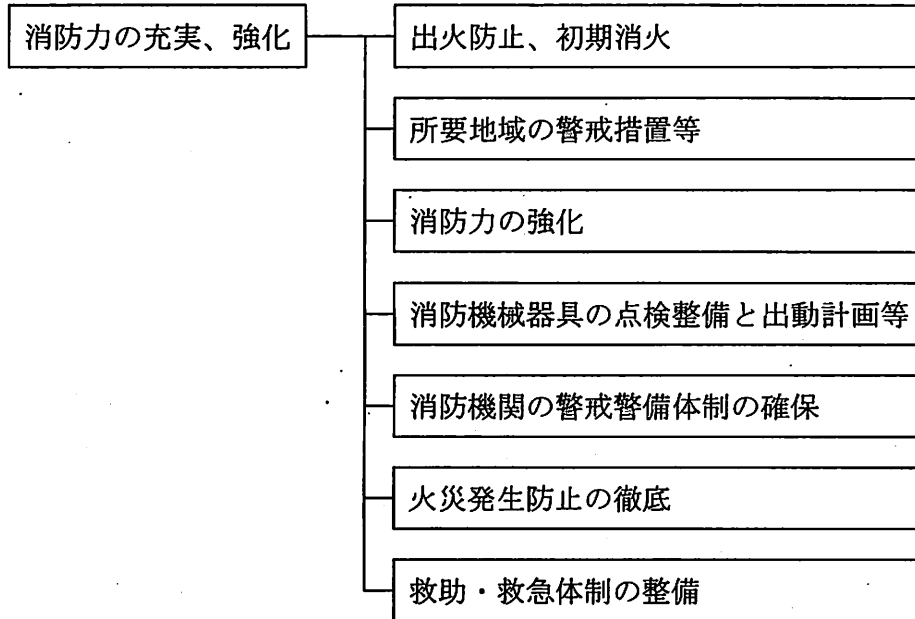 消防力の充実、強化
出火防止、初期消火
所要地域の警戒措置等
消防力の強化
消防機械器具の点検整備と出動計画等
消防機関の警戒警備体制の確保
火災発生防止の徹底
救助・救急体制の整備